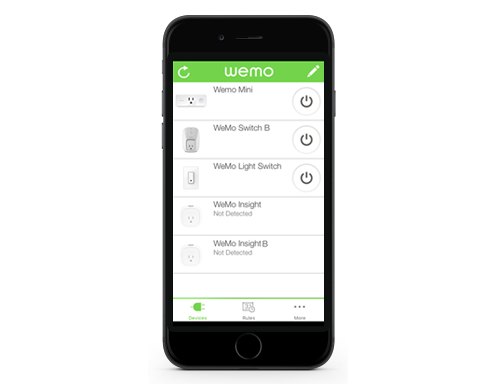 wemo
Wemo Mini
WeMo Switch B
WeMo Light Switch
WeMo Insight
Not Detected
WeMo Insight B
Not Detected
Devices
Rules
More